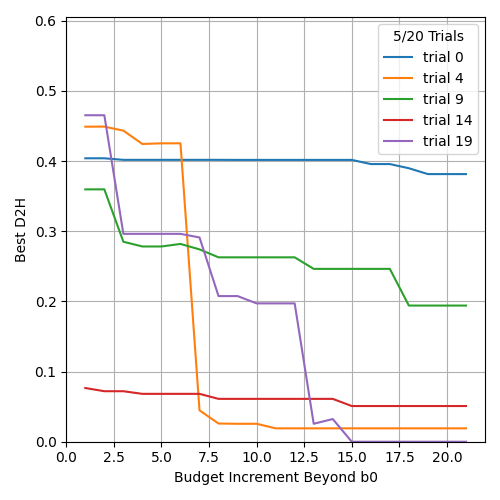 0.6
0.5
0.4
0.3
0.2
0.1
0.0
Best D2H
5/20 Trials
trial 0
trial 4
trial 9
trial 14
trial 19
0.0 2.5 5.0 7.5 10.0 12.5 15.0 17.5 20.0
Budget Increment Beyond b0